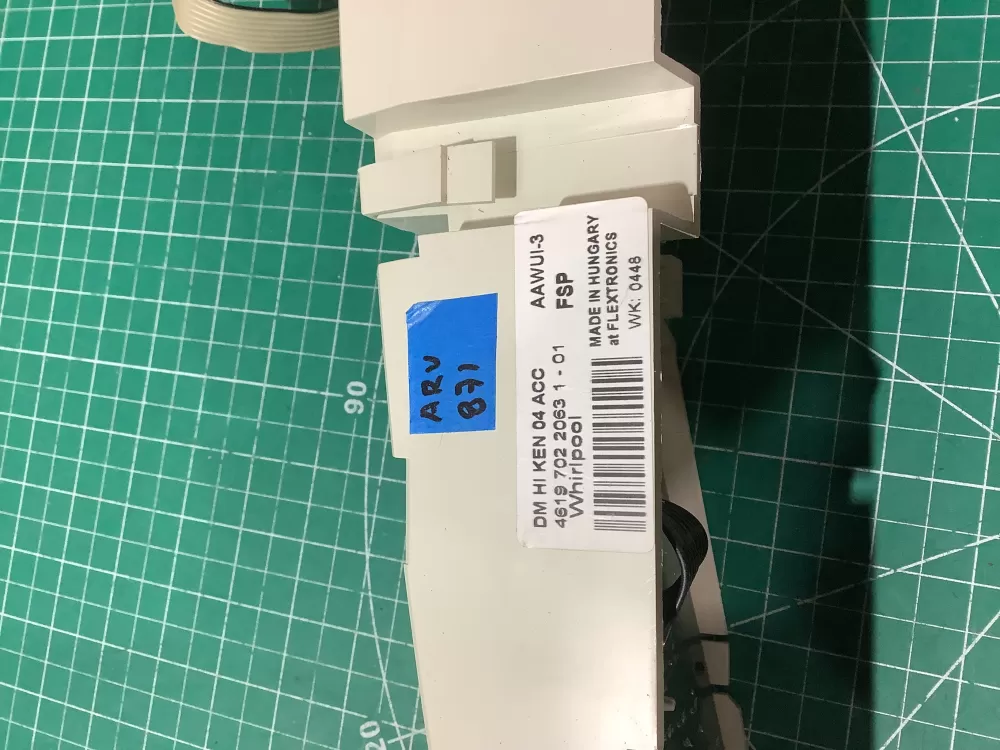 DM HI KEN 04 ACC AAWUI-3
4619 702 2063 1 - 01 FSP
Whirlpool
MADE IN HUNGARY
at FLEXTRONICS
WK: 0448
ARV
871
90
20